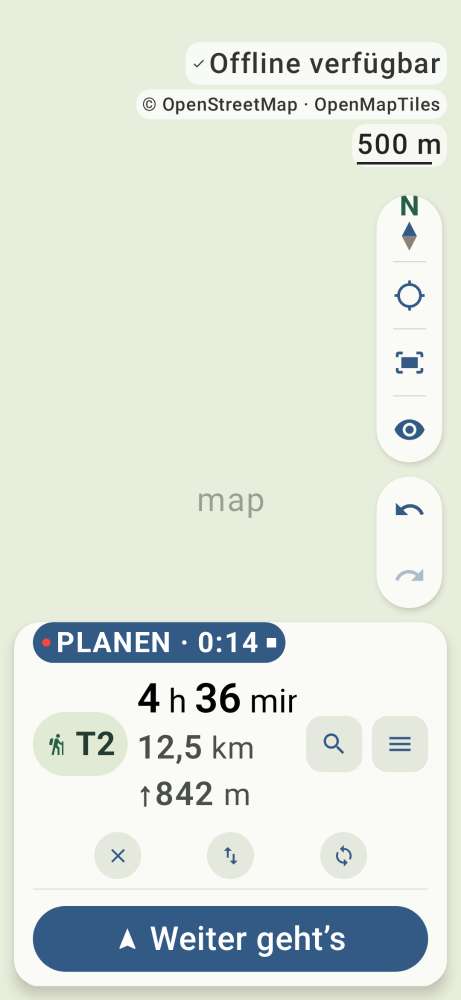 Offline verfügbar
© OpenStreetMap · OpenMapTiles
500 m
N
map
PLANEN · 0:14
4 h 36 mir
T2
12,5 km
↑842 m
Weiter geht’s